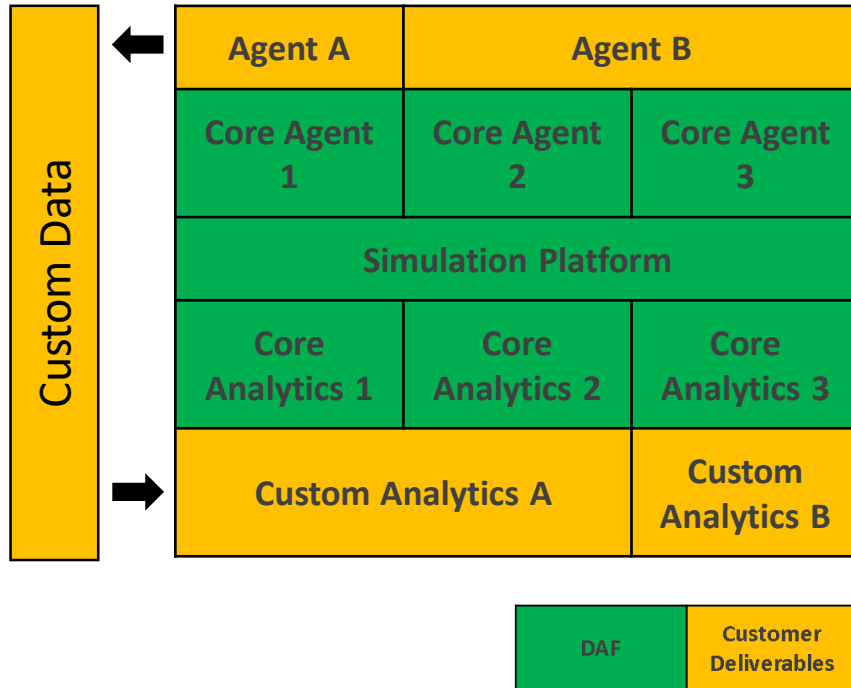 Custom Data
Agent A
Agent B
Core Agent
1
Core Agent
2
Core Agent
3
Simulation Platform
Core
Analytics 1
Core
Analytics 2
Core
Analytics 3
Custom Analytics A
Custom
Analytics B
DAF
Customer
Deliverables